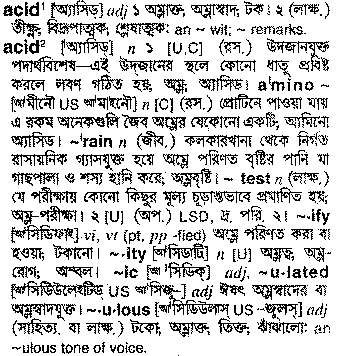 acid¹ [অ্যাসিড্] adj ১ অম্লাক্ত, অম্লস্বাদ, টক। ২ (লাক্ষ.)
তীক্ষ্ণ, বিদ্রূপাত্মক, শ্লেষাত্মক: an ~ wit; ~ remarks.
acid² [অ্যাসিড্] n ১ [U,C] (রস.) উদজানযুক্ত
পদার্থবিশেষ—এই উদ্‌জানের স্থলে কোনো ধাতু প্রবিষ্ট
করলে লবণ গঠিত হয়, অম্ল, অ্যাসিড। a'mino ~
[অ্যামীনৌ US অ্যামাইনৌ] n [C] (রস.) প্রোটিনে পাওয়া যায়
এ রকম অনেকগুলি জৈব অম্লের যেকোনো একটি, অ্যামিনো
অ্যাসিড। ~'rain n (জীব.) কলকারখানা থেকে নির্গত
রাসায়নিক গ্যাসযুক্ত হয়ে অম্লে পরিণত বৃষ্টির পানি যা
গাছপালা ও শস্য হানি করে; অম্লবৃষ্টি। ~ test n (লাক্ষ.)
যে পরীক্ষায় কোনো কিছুর মূল্য চূড়ান্তভাবে প্রমাণিত হয়;
অম্ল-পরীক্ষা। ২ [U] (অপ.) LSD, দ্র. পরি. ২। ~·ify
[অ্যাসিডিফাই] vi, vt (pt, pp -fied) অম্লে পরিণত করা বা
হওয়া; টকানো। ~·ity [অ্যাসিডাটি] n [U] অম্লত্ব, অম্ল-
রোগ; অম্বল। ~ic [অ্যাসিডিক্] adj. ~·u·lated
[অ্যাসিডিউলেইটিড্ US অ্যাসিজু–] adj ঈষৎ অম্লস্বাদের বা
অম্লস্বাদযুক্ত। ~·u·lous [অ্যাসিডিউলাস্ US –জুলাস্] adj
(সাহিত্য. বা লাক্ষ.) টকো, অম্লাক্ত, তিক্ত, ঝাঁঝালো: an
~ulous tone of voice.